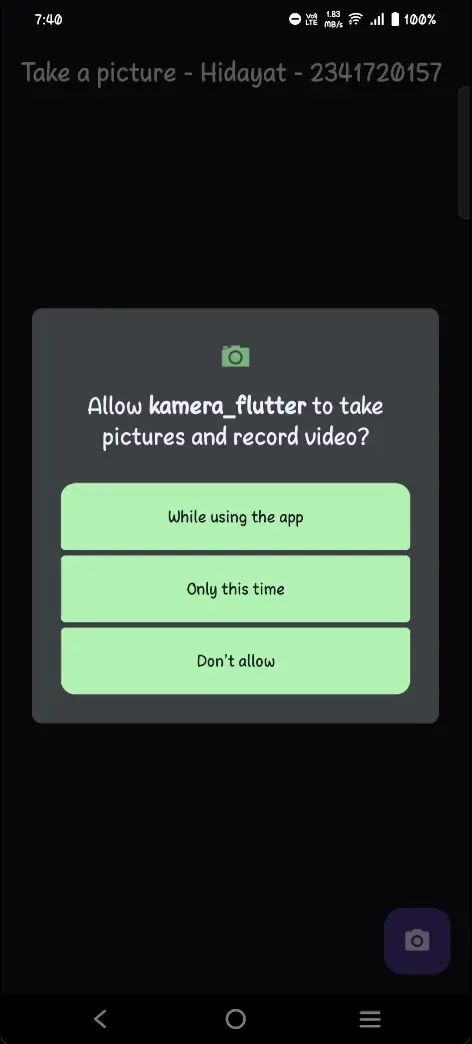 7:40
Vo)) 1.83
LTE MB/s 100%
Take a picture - Hidayat - 2341720157
Allow kamera_flutter to take
pictures and record video?
While using the app
Only this time
Don't allow